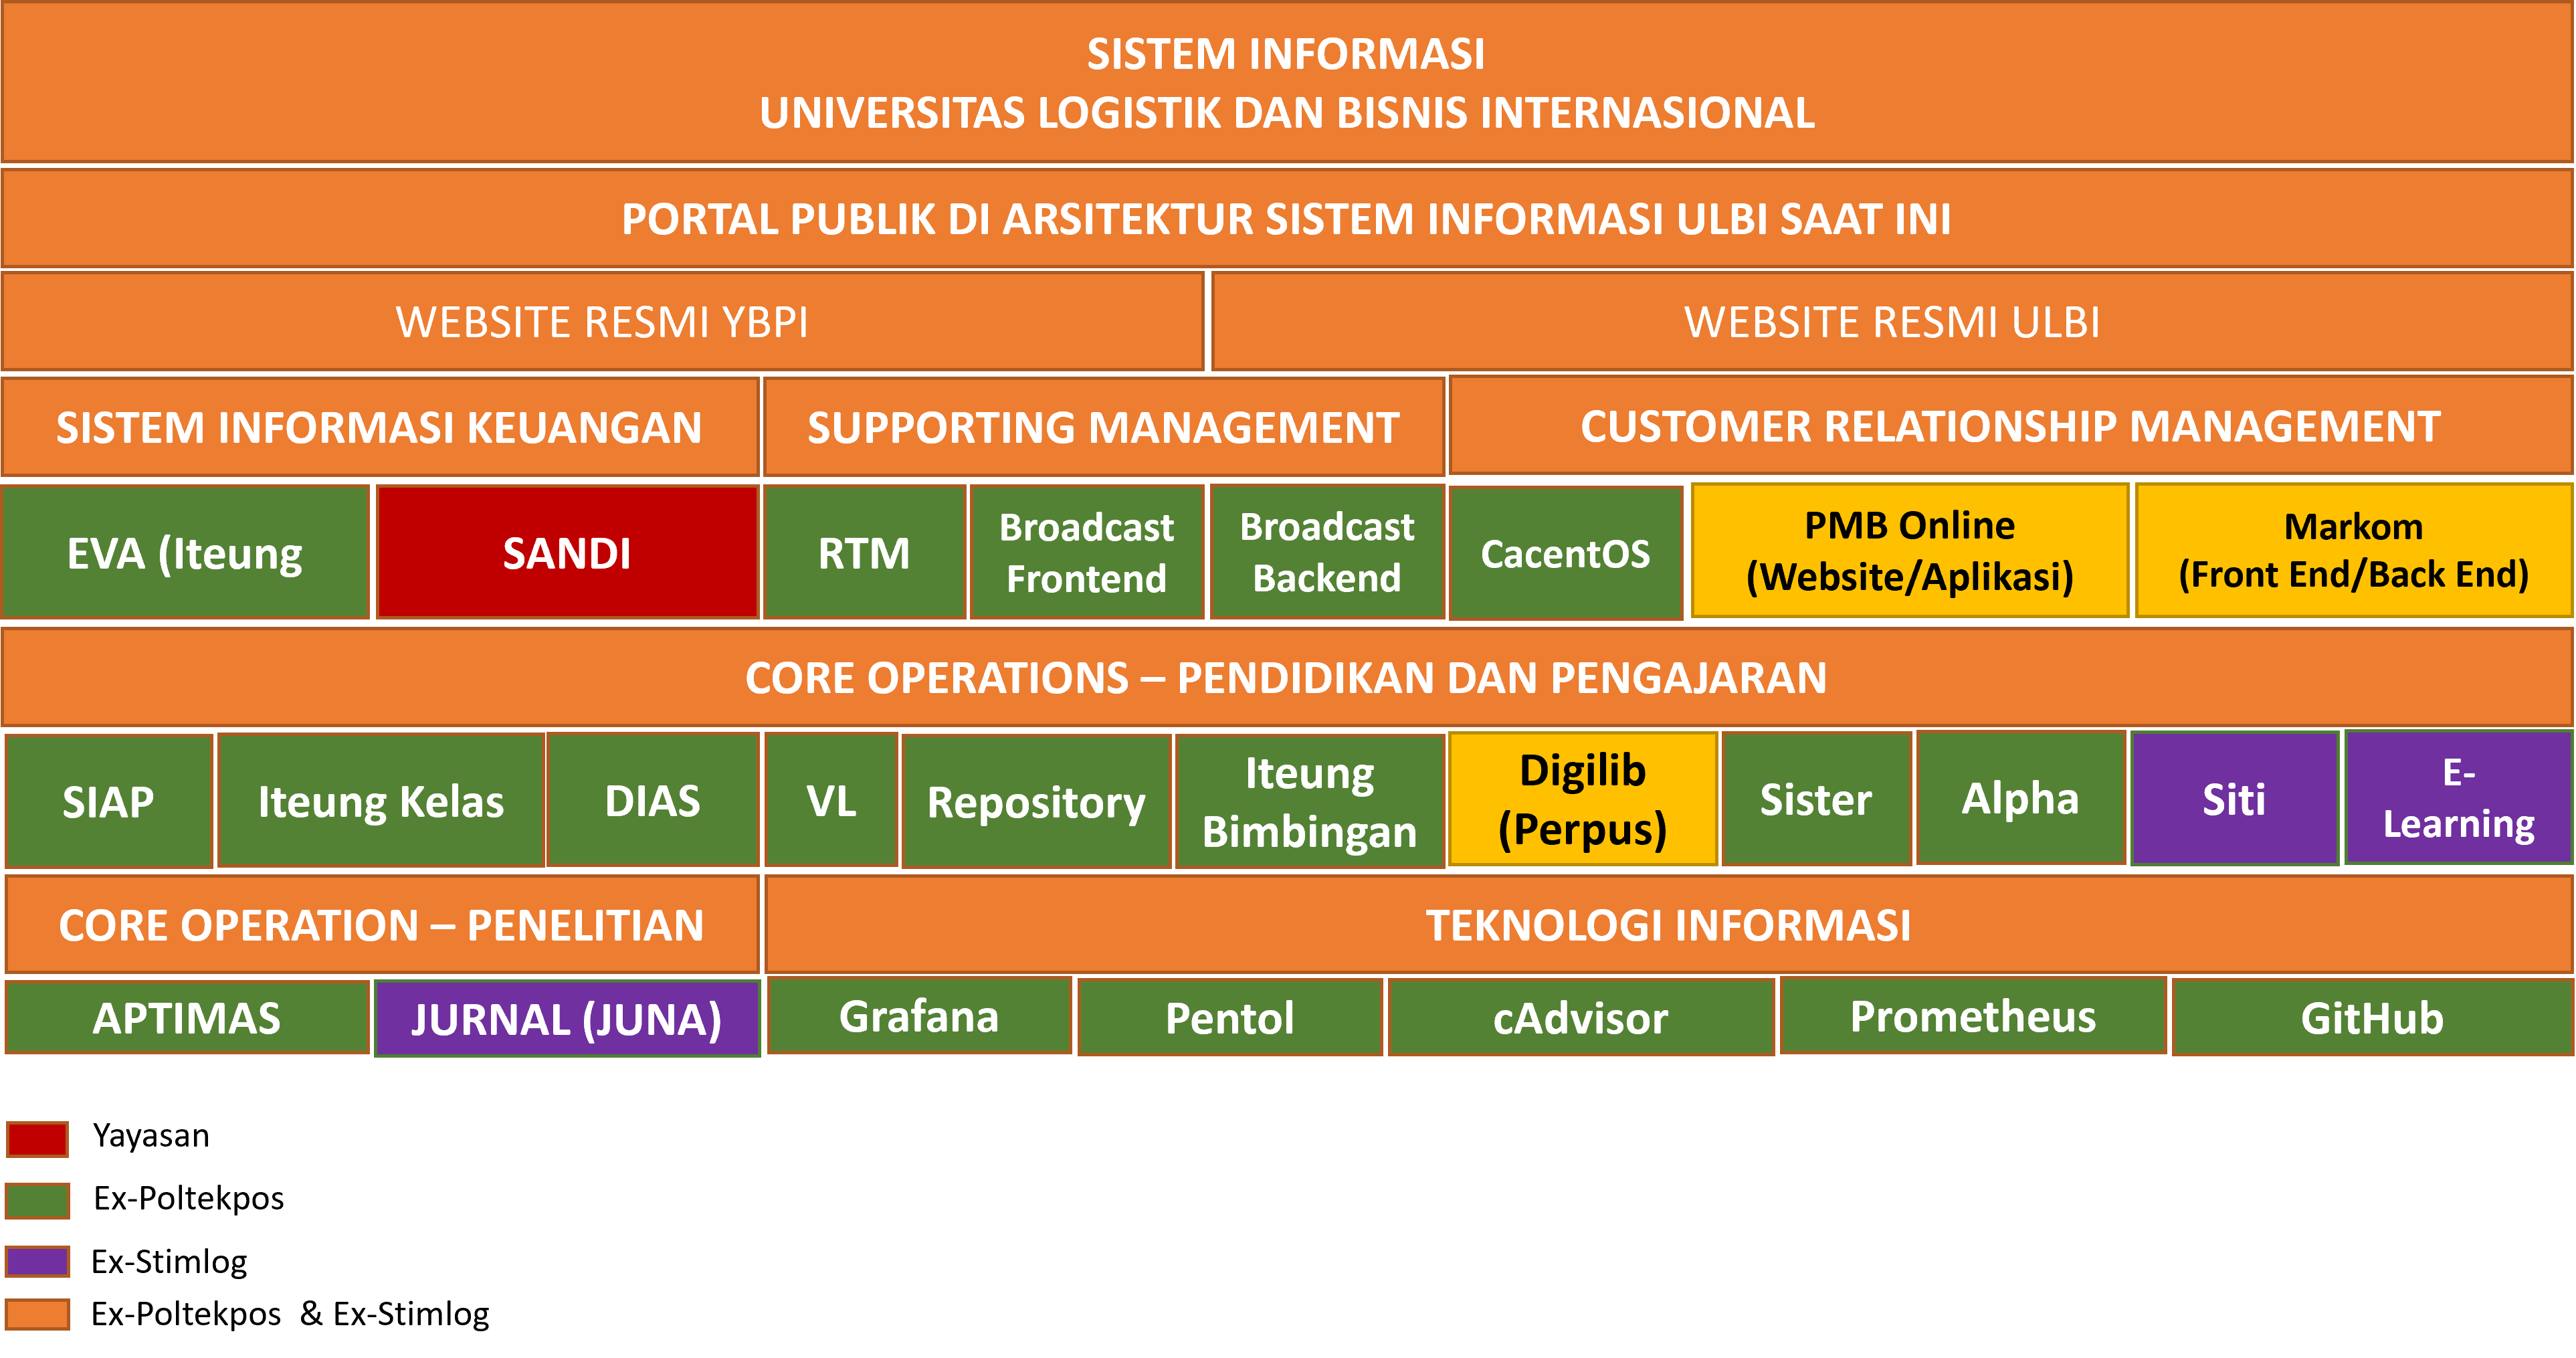 SISTEM INFORMASI
UNIVERSITAS LOGISTIK DAN BISNIS INTERNASIONAL
PORTAL PUBLIK DI ARSITEKTUR SISTEM INFORMASI ULBI SAAT INI
WEBSITE RESMI YBPI
WEBSITE RESMI ULBI
SISTEM INFORMASI KEUANGAN
SUPPORTING MANAGEMENT
CUSTOMER RELATIONSHIP MANAGEMENT
EVA (Iteung
SANDI
RTM
Broadcast
Frontend
Broadcast
Backend
CacentOS
PMB Online
(Website/Aplikasi)
Markom
(Front End/Back End)
CORE OPERATIONS – PENDIDIKAN DAN PENGAJARAN
SIAP
Iteung Kelas
DIAS
VL
Repository
Iteung
Bimbingan
Digilib
(Perpus)
Sister
Alpha
Siti
E-
Learning
CORE OPERATION – PENELITIAN
TEKNOLOGI INFORMASI
APTIMAS
JURNAL (JUNA)
Grafana
Pentol
cAdvisor
Prometheus
GitHub
Yayasan
Ex-Poltekpos
Ex-Stimlog
Ex-Poltekpos  & Ex-Stimlog